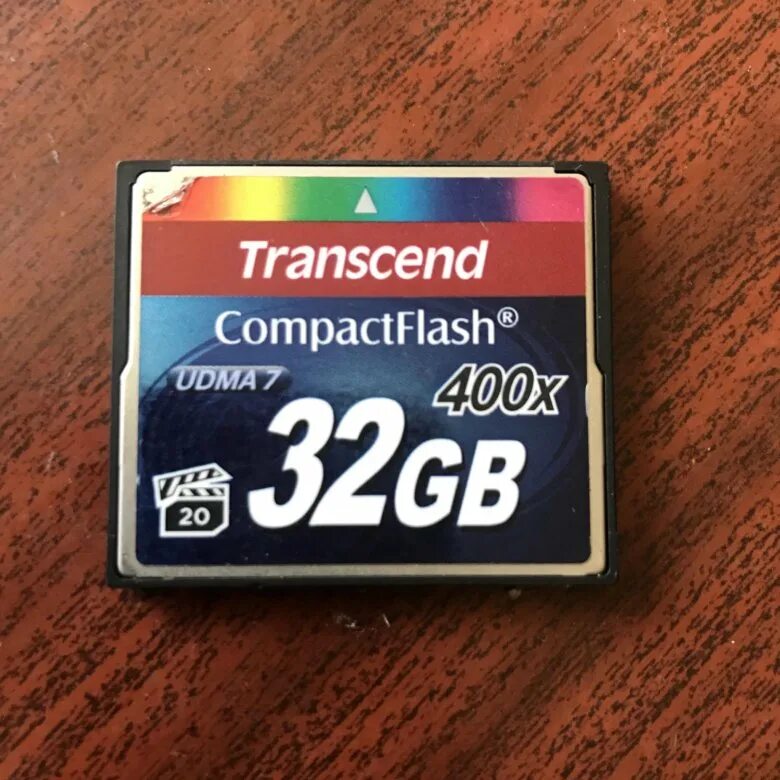 Transcend
CompactFlash®
UDMA 7
400x
32GB
20